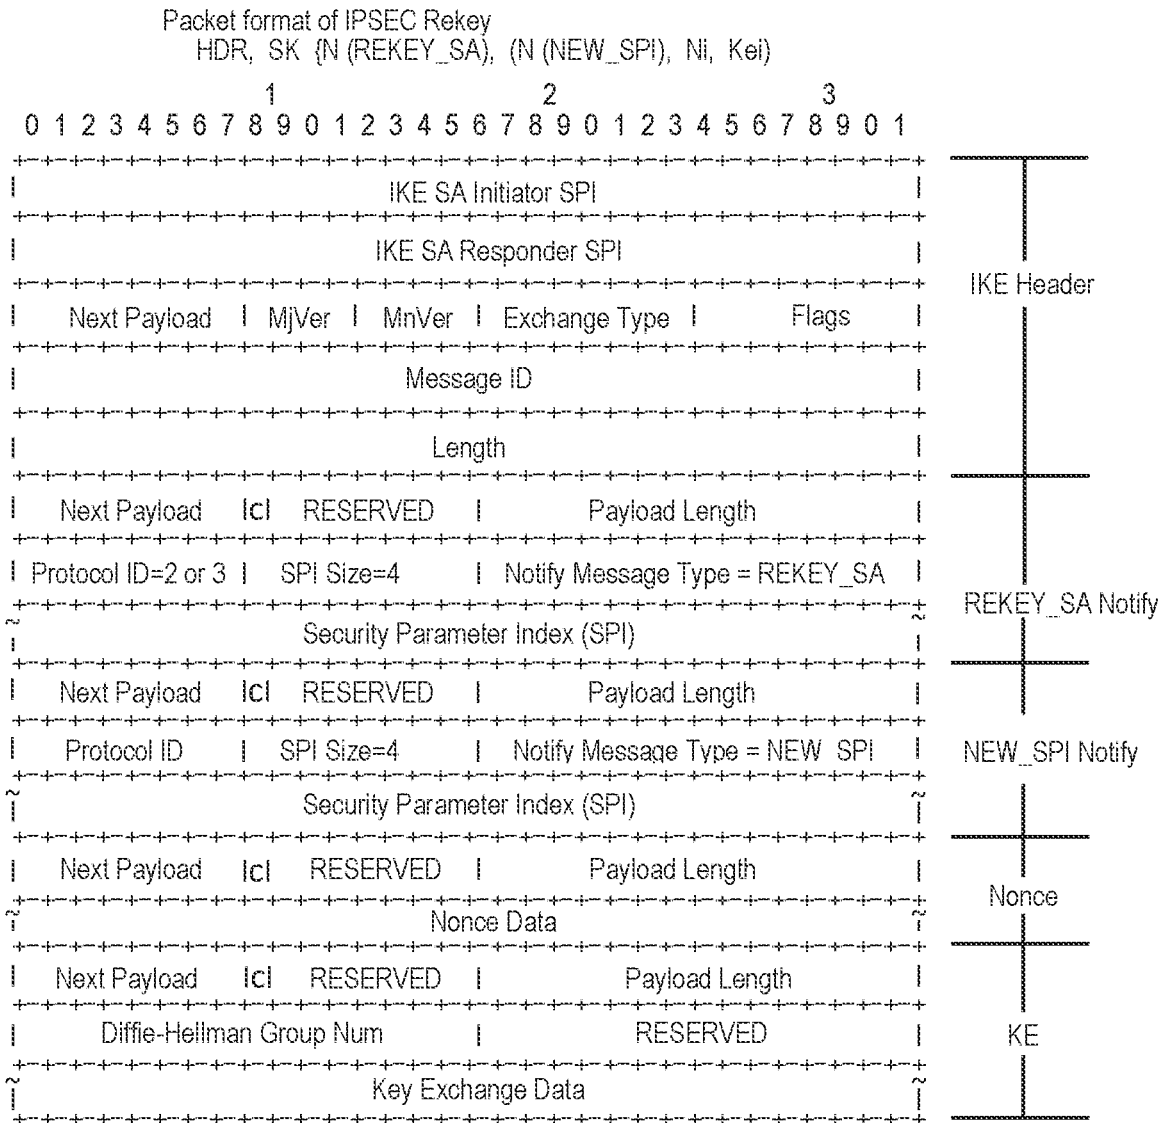 Packet format of IPSEC Rekey
HDR, SK {N (REKEY_SA), (N (NEW_SPI), Ni, Kei)
1 2 3
0 1 2 3 4 5 6 7 8 9 0 1 2 3 4 5 6 7 8 9 0 1 2 3 4 5 6 7 8 9 0 1
IKE SA Initiator SPI
IKE SA Responder SPI
IKE Header
Next Payload | MjVer | MnVer | Exchange Type | Flags
Message ID
Length
Next Payload |C| RESERVED | Payload Length
Protocol ID=2 or 3 | SPI Size=4 | Notify Message Type = REKEY_SA
REKEY_SA Notify
Security Parameter Index (SPI)
Next Payload |C| RESERVED | Payload Length
Protocol ID | SPI Size=4 | Notify Message Type = NEW_SPI
NEW_SPI Notify
Security Parameter Index (SPI)
Next Payload |C| RESERVED | Payload Length
Nonce
Nonce Data
Next Payload |C| RESERVED | Payload Length
Diffie-Hellman Group Num | RESERVED
KE
Key Exchange Data